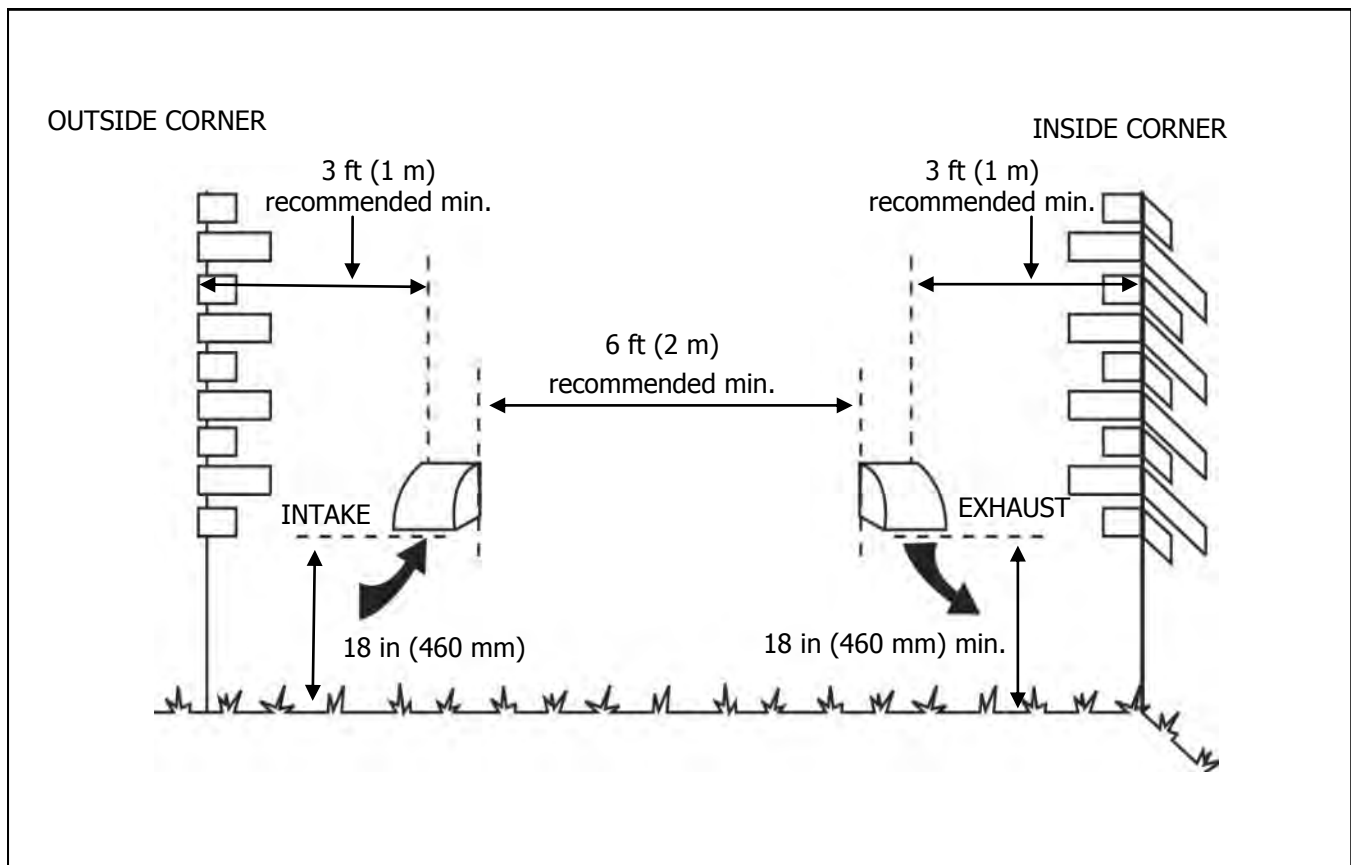 OUTSIDE CORNER
INSIDE CORNER
3 ft (1 m)
recommended min.
3 ft (1 m)
recommended min.
6 ft (2 m)
recommended min.
INTAKE
EXHAUST
18 in (460 mm)
18 in (460 mm) min.